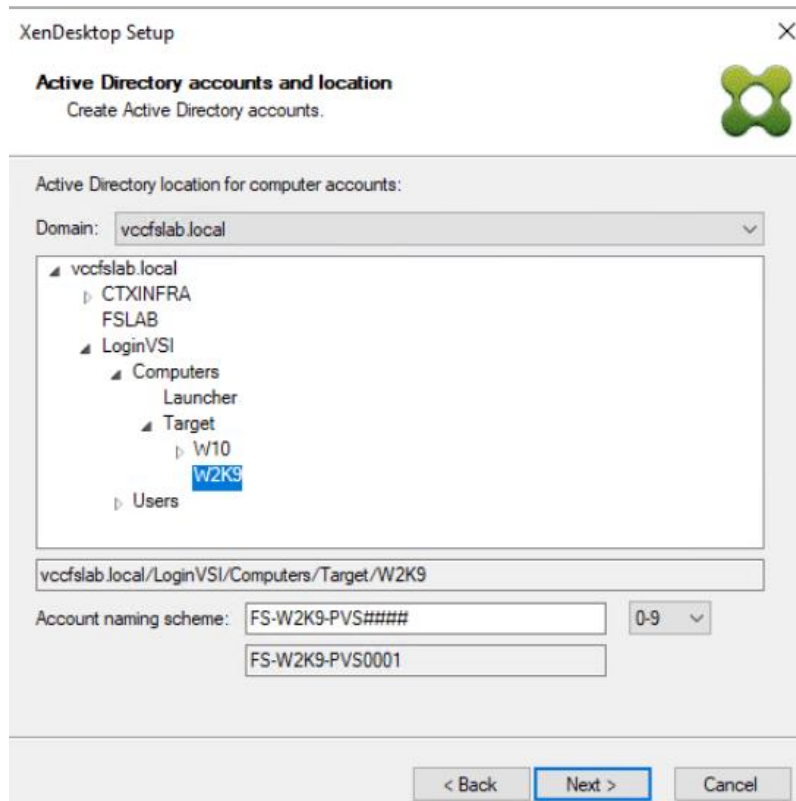 XenDesktop Setup
Active Directory accounts and location
Create Active Directory accounts.
Active Directory location for computer accounts:
Domain: vccfslab.local
vccfslab.local
CTXINFRA
FSLAB
LoginVSI
Computers
Launcher
Target
W10
W2K9
Users
vccfslab.local/LoginVSI/Computers/Target/W2K9
Account naming scheme: FS-W2K9-PVS#### 0-9
FS-W2K9-PVS0001
< Back Next > Cancel